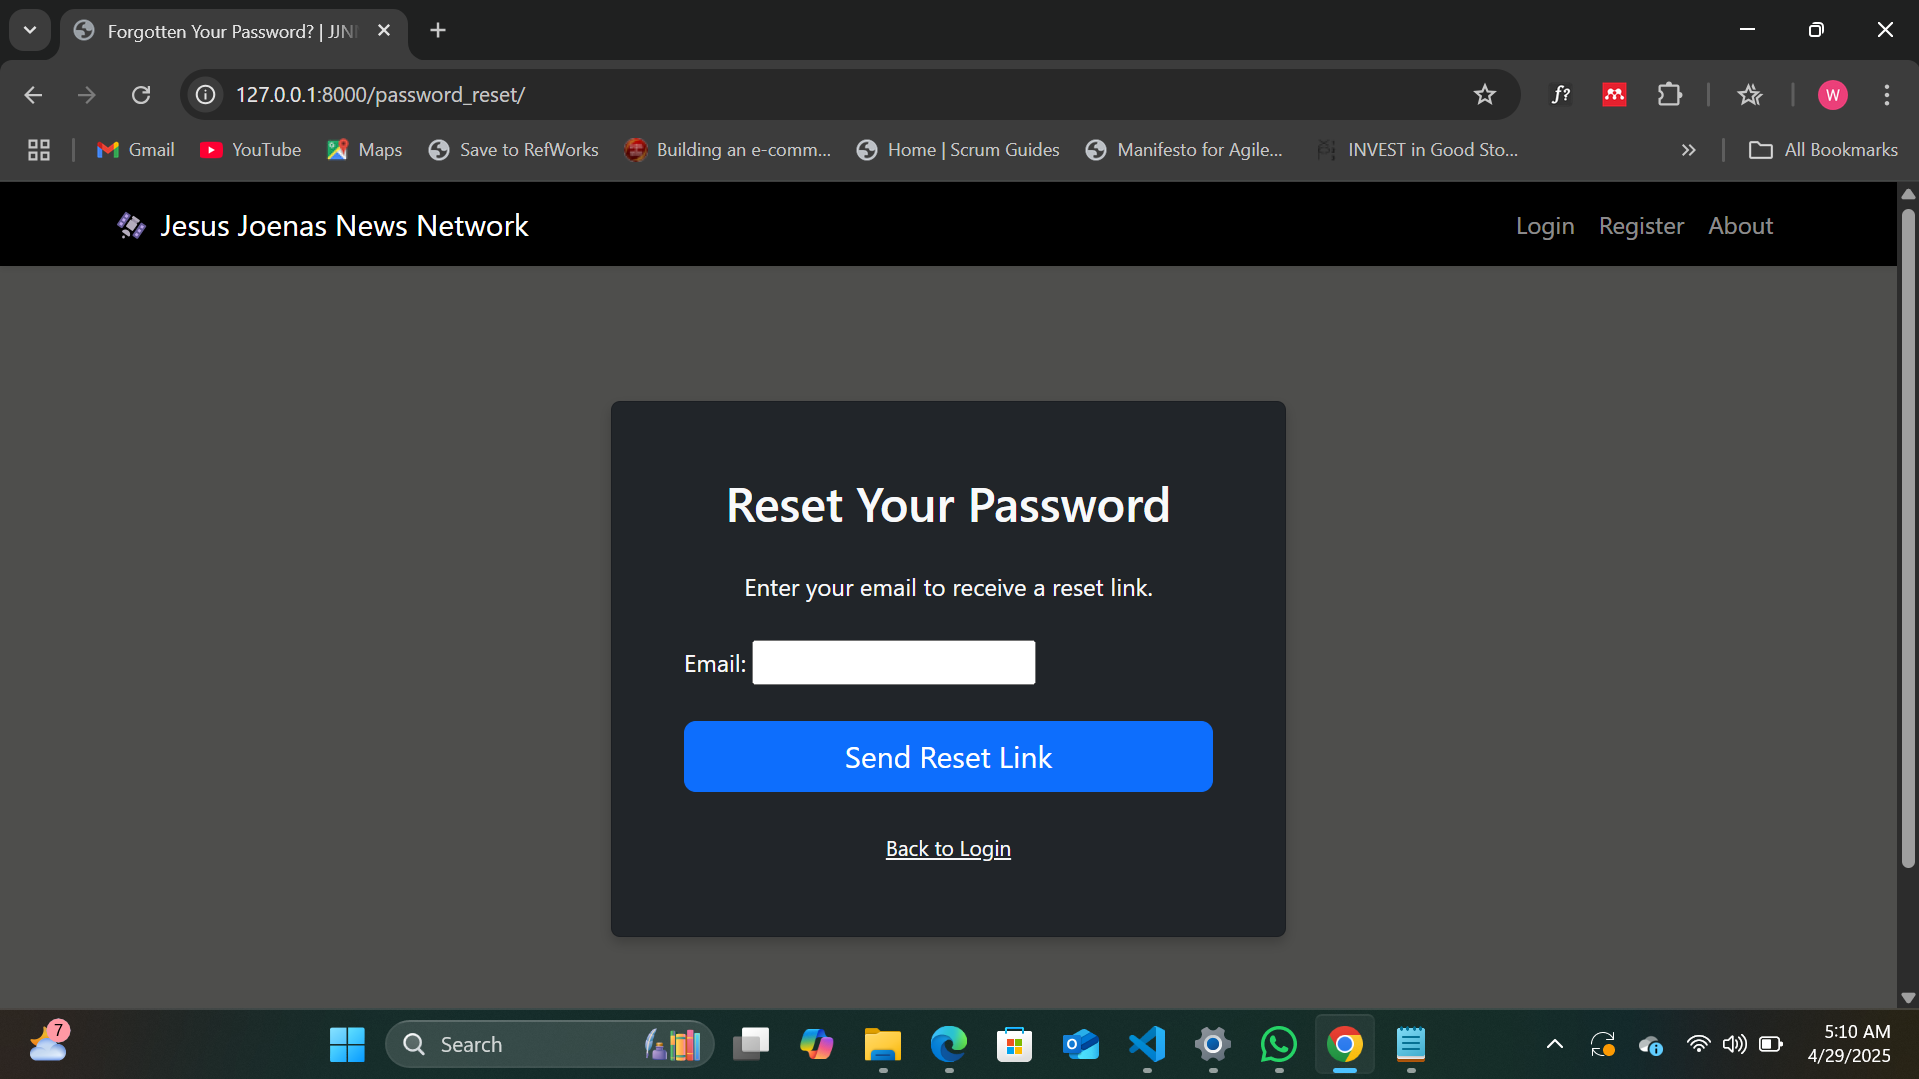 Forgotten Your Password? | JJN
127.0.0.1:8000/password_reset/
f?
W
Gmail
YouTube
Maps
Save to RefWorks
Building an e-comm...
Home | Scrum Guides
Manifesto for Agile...
INVEST in Good Sto...
All Bookmarks
Jesus Joenas News Network
Login
Register
About
Reset Your Password
Enter your email to receive a reset link.
Email:
Send Reset Link
Back to Login
7
Search
5:10 AM
4/29/2025